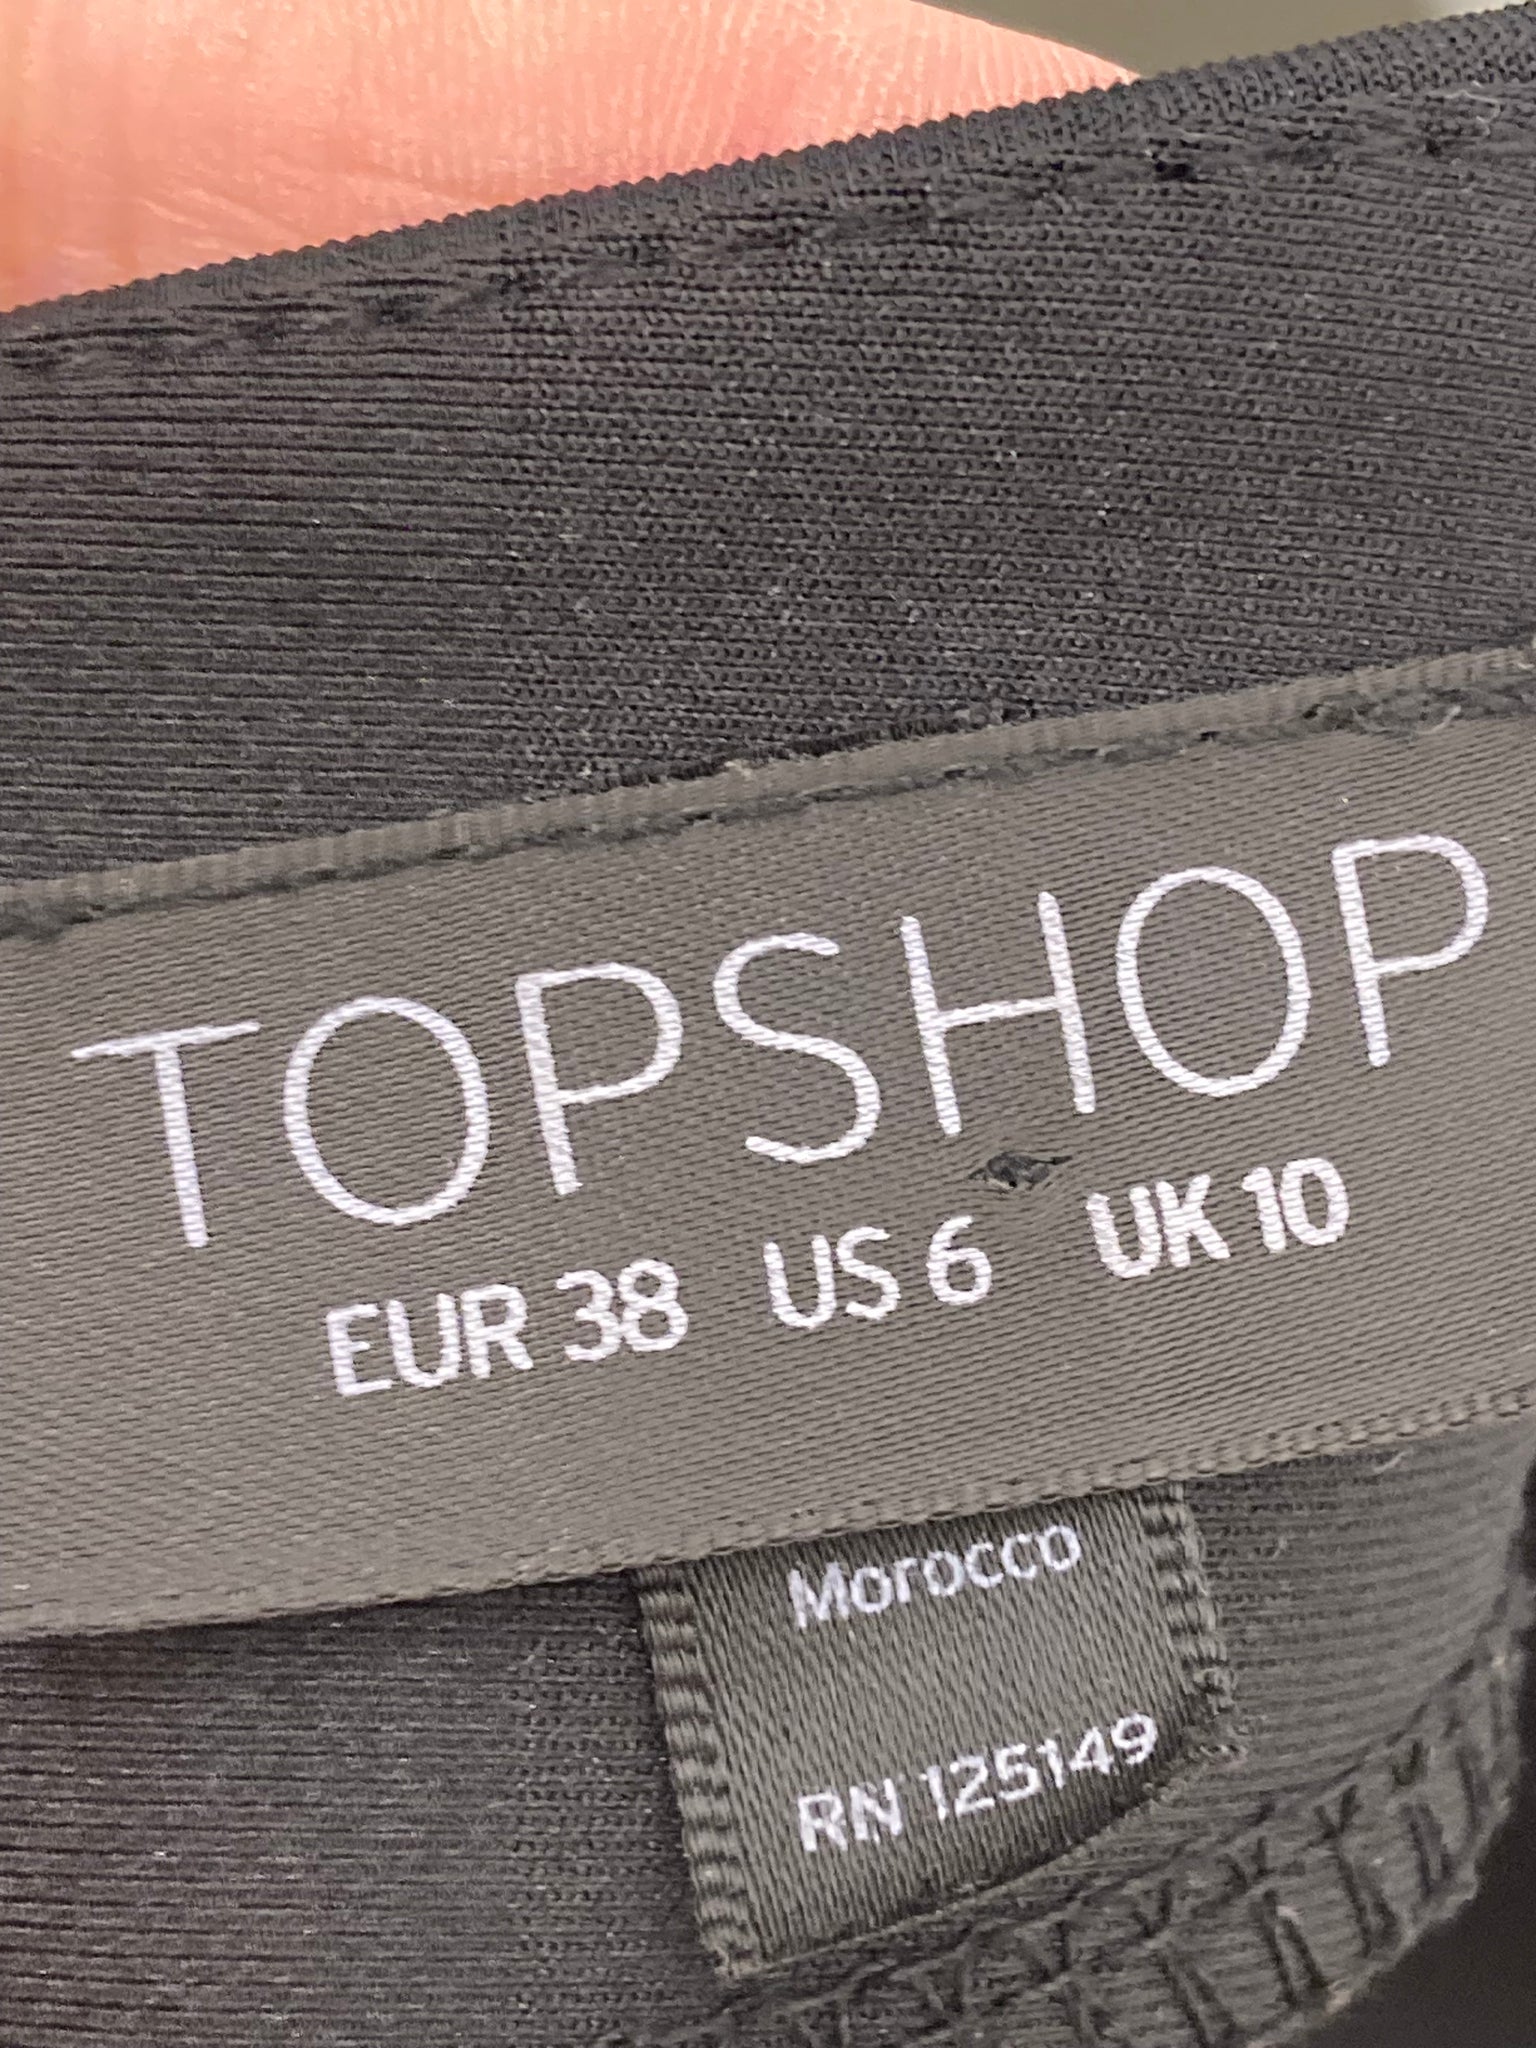 TOPSHOP
EUR 38 US 6 UK 10
Morocco
RN 125149